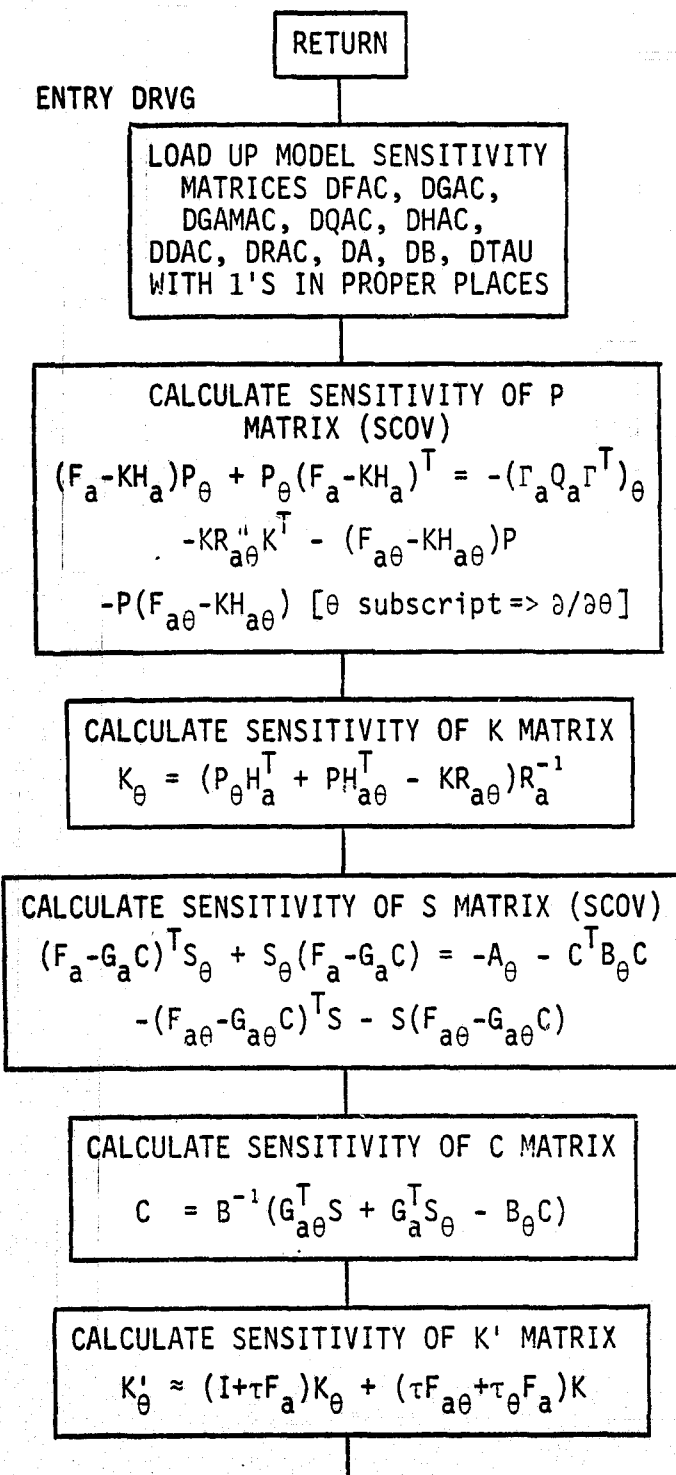 RETURN
ENTRY DRVG
LOAD UP MODEL SENSITIVITY
MATRICES DFAC, DGAC,
DGAMAC, DQAC, DHAC,
DDAC, DRAC, DA, DB, DTAU
WITH 1'S IN PROPER PLACES
CALCULATE SENSITIVITY OF P
MATRIX (SCOV)
(F_a-KH_a)P_θ + P_θ(F_a-KH_a)^T = -(Γ_aQ_aΓ^T)_θ
-KR_aθ"K^T - (F_aθ-KH_aθ)P
-P(F_aθ-KH_aθ) [θ subscript => ∂/∂θ]
CALCULATE SENSITIVITY OF K MATRIX
K_θ = (P_θH_a^T + PH_aθ^T - KR_aθ)R_a^-1
CALCULATE SENSITIVITY OF S MATRIX (SCOV)
(F_a-G_aC)^TS_θ + S_θ(F_a-G_aC) = -A_θ - C^TB_θC
-(F_aθ-G_aθC)^TS - S(F_aθ-G_aθC)
CALCULATE SENSITIVITY OF C MATRIX
C = B^-1(G_aθ^TS + G_a^TS_θ - B_θC)
CALCULATE SENSITIVITY OF K' MATRIX
K'_θ ≈ (I+τF_a)K_θ + (τF_aθ+τ_θF_a)K